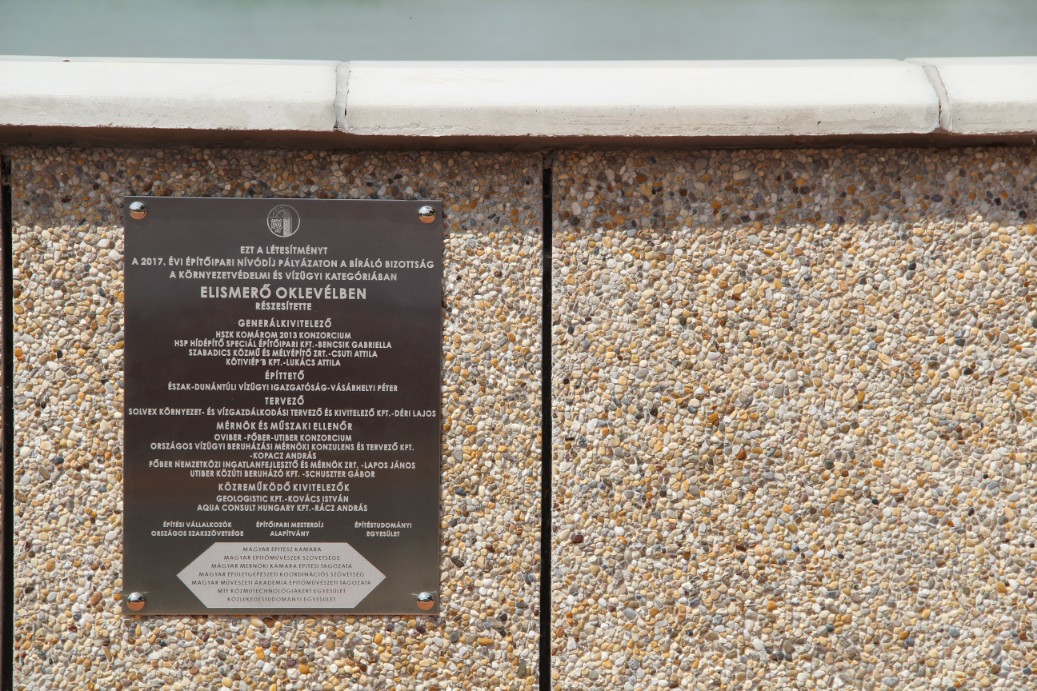 EZT A LÉTESÍTMÉNYT
A 2017. ÉVI ÉPÍTŐIPARI NÍVÓDÍJ PÁLYÁZATON A BÍRÁLÓ BIZOTTSÁG
A KÖRNYEZETVÉDELMI ÉS VÍZÜGYI KATEGÓRIÁBAN
ELISMERŐ OKLEVÉLBEN
RÉSZESÍTETTE
GENERÁLKIVITELEZŐ
HSZK KOMÁROM 2013 KONZORCIUM
HSP HÍDÉPÍTŐ SPECIÁL ÉPÍTŐIPARI KFT.-BENCSIK GABRIELLA
SZABADICS KÖZMŰ ÉS MÉLYÉPÍTŐ ZRT.-CSUTI ATTILA
KÖTIVIÉP'B KFT.-LUKÁCS ATTILA
ÉPÍTTETŐ
ÉSZAK-DUNÁNTÚLI VÍZÜGYI IGAZGATÓSÁG-VÁSÁRHELYI PÉTER
TERVEZŐ
SOLVEX KÖRNYEZET- ÉS VÍZGAZDÁLKODÁSI TERVEZŐ ÉS KIVITELEZŐ KFT.-DÉRI LAJOS
MÉRNÖK ÉS MŰSZAKI ELLENŐR
OVIBER -FŐBER-UTIBER KONZORCIUM
ORSZÁGOS VÍZÜGYI BERUHÁZÁSI MÉRNÖKI KONZULENS ÉS TERVEZŐ KFT.
-KOPACZ ANDRÁS
FŐBER NEMZETKÖZI INGATLANFEJLESZTŐ ÉS MÉRNÖK ZRT. -LAPOS JÁNOS
UTIBER KÖZÚTI BERUHÁZÓ KFT. -SCHUSZTER GÁBOR
KÖZREMŰKÖDŐ KIVITELEZŐK
GEOLOGISTIC KFT.-KOVÁCS ISTVÁN
AQUA CONSULT HUNGARY KFT.-RÁCZ ANDRÁS
ÉPÍTÉSI VÁLLALKOZÓK
ORSZÁGOS SZAKSZÖVETSÉGE
ÉPÍTŐIPARI MESTERDÍJ
ALAPÍTVÁNY
ÉPÍTÉSTUDOMÁNYI
EGYESÜLET
MAGYAR ÉPÍTÉSZ KAMARA
MAGYAR ÉPÍTŐMŰVÉSZEK SZÖVETSÉGE
MAGYAR MÉRNÖKI KAMARA ÉPÍTÉSI TAGOZATA
MAGYAR ÉPÜLETGÉPÉSZETI KOORDINÁCIÓS SZÖVETSÉG
MAGYAR MŰVÉSZETI AKADÉMIA ÉPÍTŐMŰVÉSZETI TAGOZATA
MÉT KÖZMŰTECHNOLÓGIÁKÉRT EGYESÜLET
KÖZLEKEDÉSTUDOMÁNYI EGYESÜLET